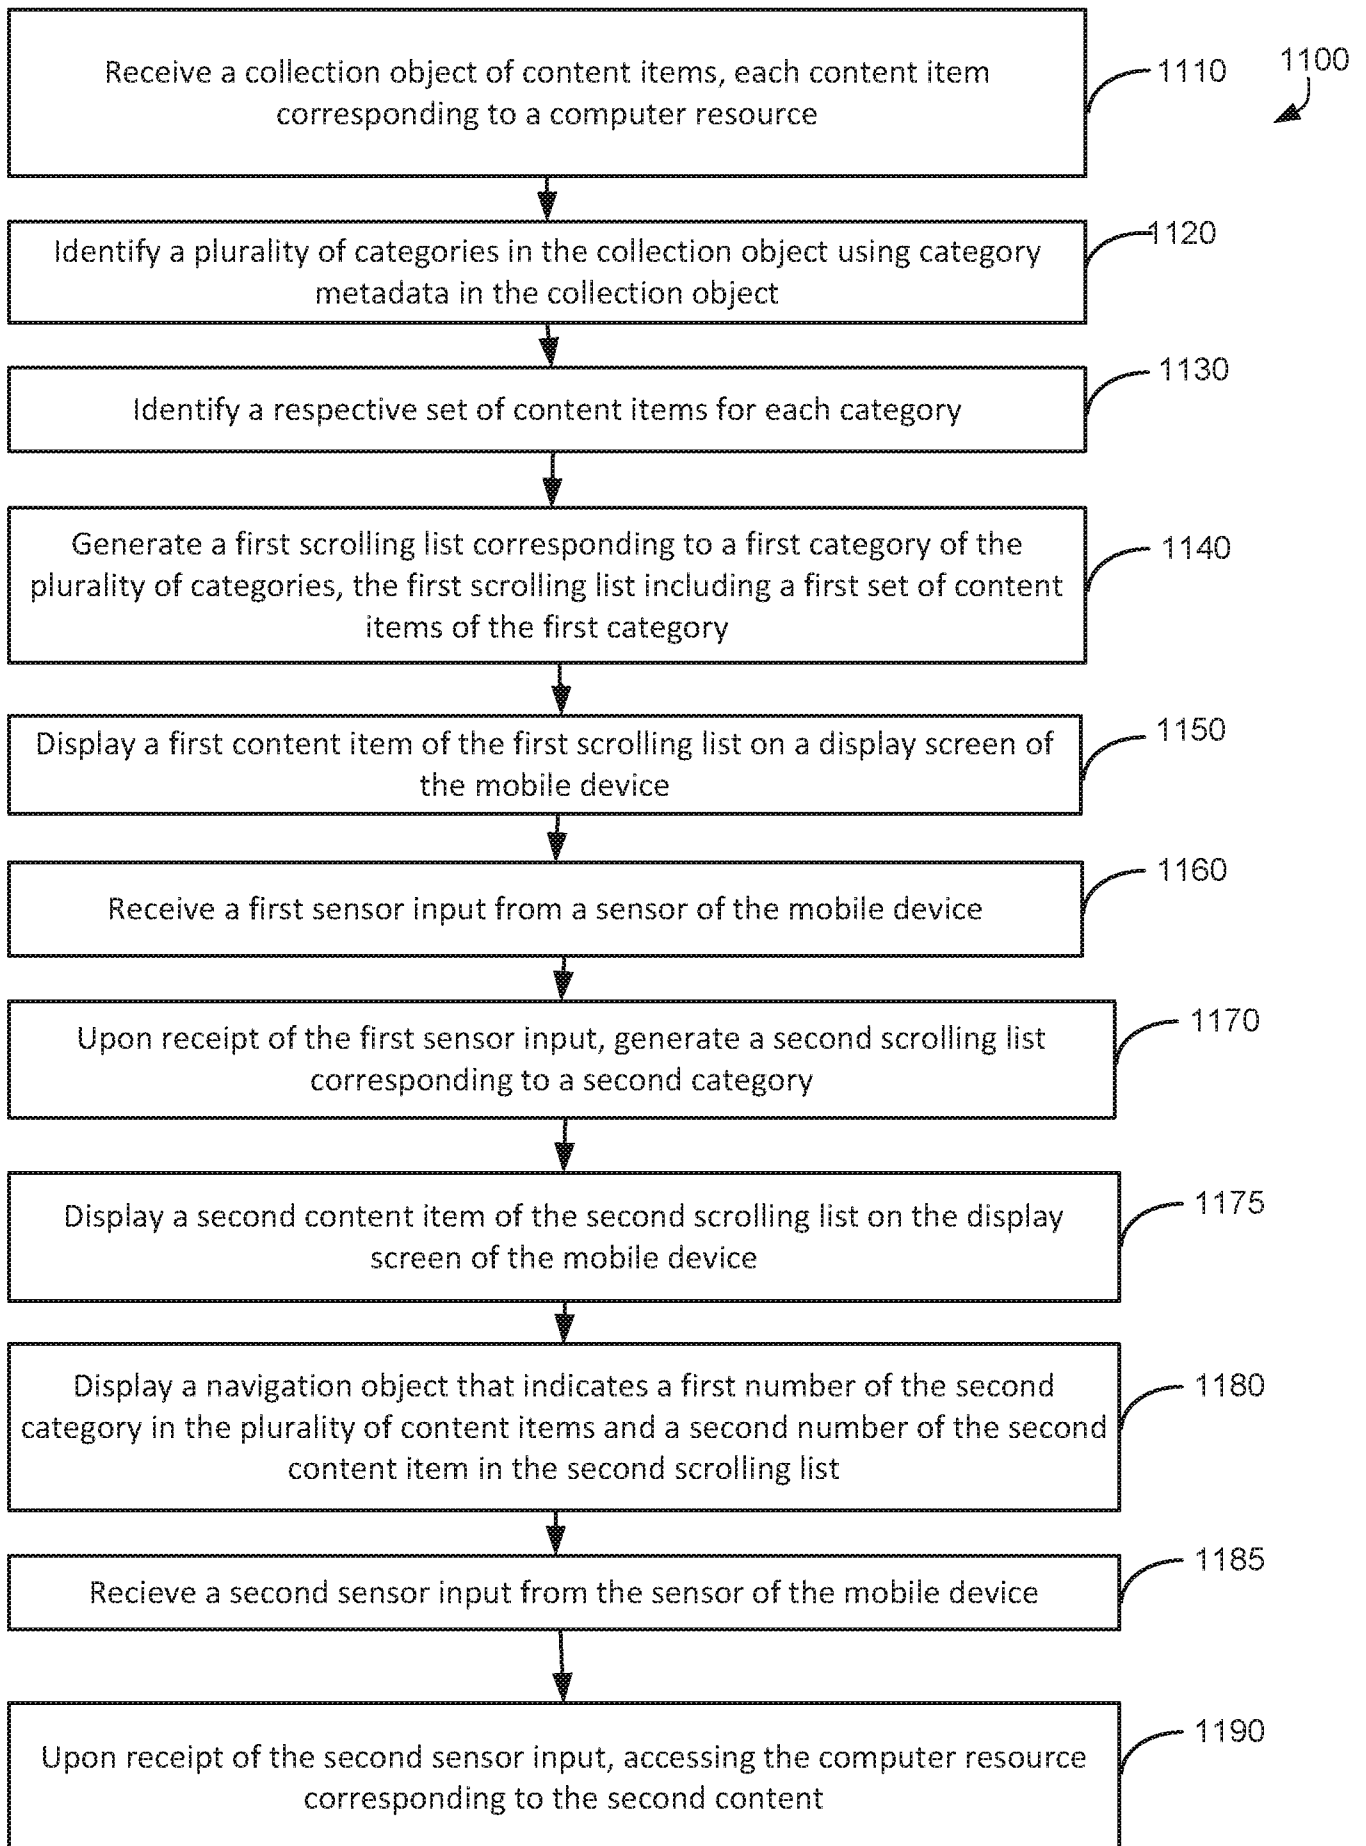 Receive a collection object of content items, each content item
corresponding to a computer resource
1110
1100
Identify a plurality of categories in the collection object using category
metadata in the collection object
1120
Identify a respective set of content items for each category
1130
Generate a first scrolling list corresponding to a first category of the
plurality of categories, the first scrolling list including a first set of content
items of the first category
1140
Display a first content item of the first scrolling list on a display screen of
the mobile device
1150
Receive a first sensor input from a sensor of the mobile device
1160
Upon receipt of the first sensor input, generate a second scrolling list
corresponding to a second category
1170
Display a second content item of the second scrolling list on the display
screen of the mobile device
1175
Display a navigation object that indicates a first number of the second
category in the plurality of content items and a second number of the second
content item in the second scrolling list
1180
Recieve a second sensor input from the sensor of the mobile device
1185
Upon receipt of the second sensor input, accessing the computer resource
corresponding to the second content
1190